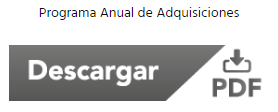 Programa Anual de Adquisiciones
Descargar
PDF